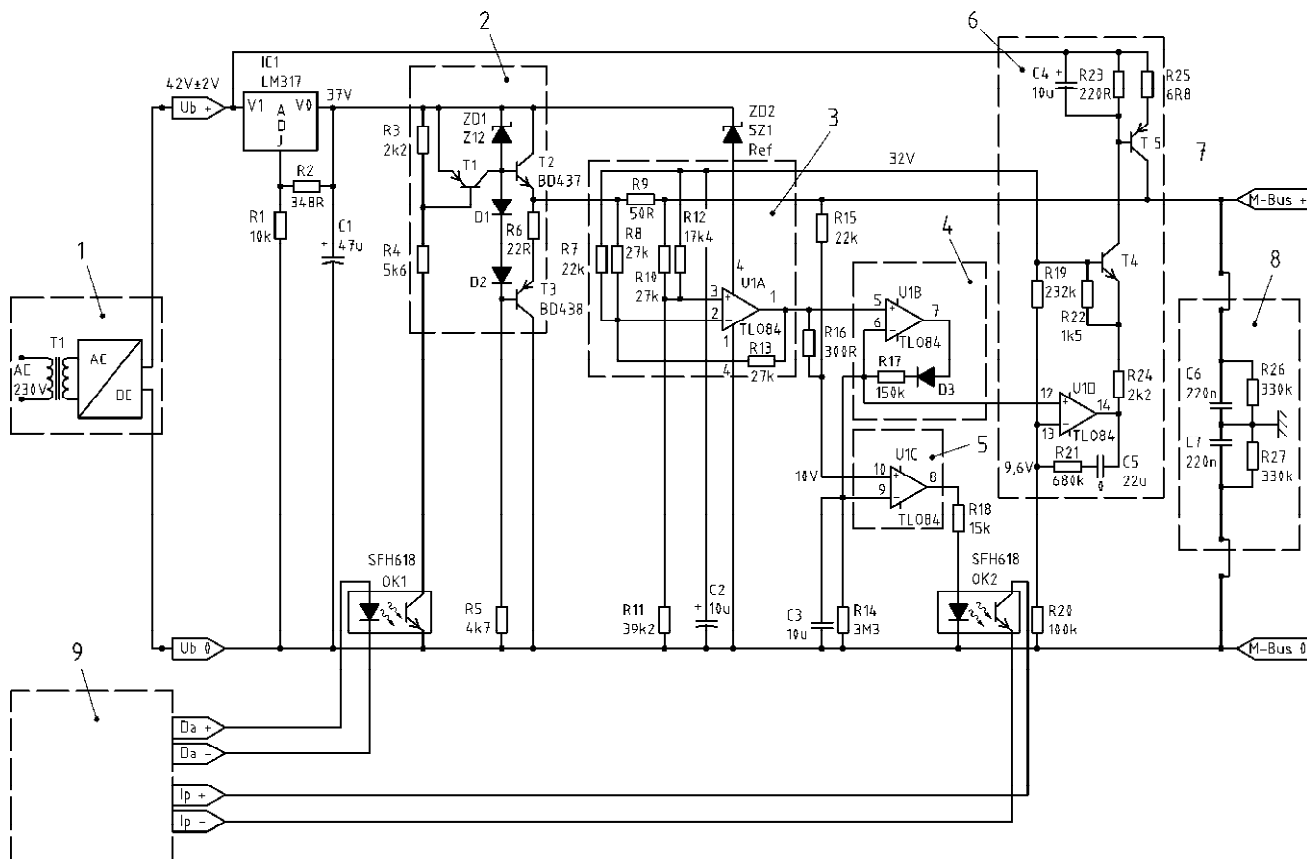 1
2
3
4
5
6
7
8
9
42V±2V
Ub +
IC1
LM317
V1
A
D
J
V0
37V
R2
348R
R1
10k
C1
+
47u
T1
AC
230V
AC
DC
Ub 0
R3
2k2
R4
5k6
T1
ZD1
Z12
D1
D2
T2
BD437
R6
22R
T3
BD438
R5
4k7
SFH618
OK1
ZD2
5Z1
Ref
R9
50R
R7
22k
R8
27k
R10
27k
R12
17k4
4
U1A
3
+
2
−
1
TL084
1
4
R13
27k
R11
39k2
C2
+
10u
32V
R15
22k
R16
300R
U1B
5
+
6
−
7
TL084
R17
150k
D3
10V
U1C
10
+
9
−
8
TL084
R18
15k
C3
10u
R14
3M3
SFH618
OK2
C4
+
10u
R23
220R
R25
6R8
T5
T4
R19
232k
R22
1k5
R24
2k2
U1D
12
+
13
−
14
TL084
9,6V
R21
680k
C5
0
22u
R20
100k
C6
220n
220n
R26
330k
R27
330k
M-Bus +
M-Bus 0
Da +
Da -
Ip +
Ip -